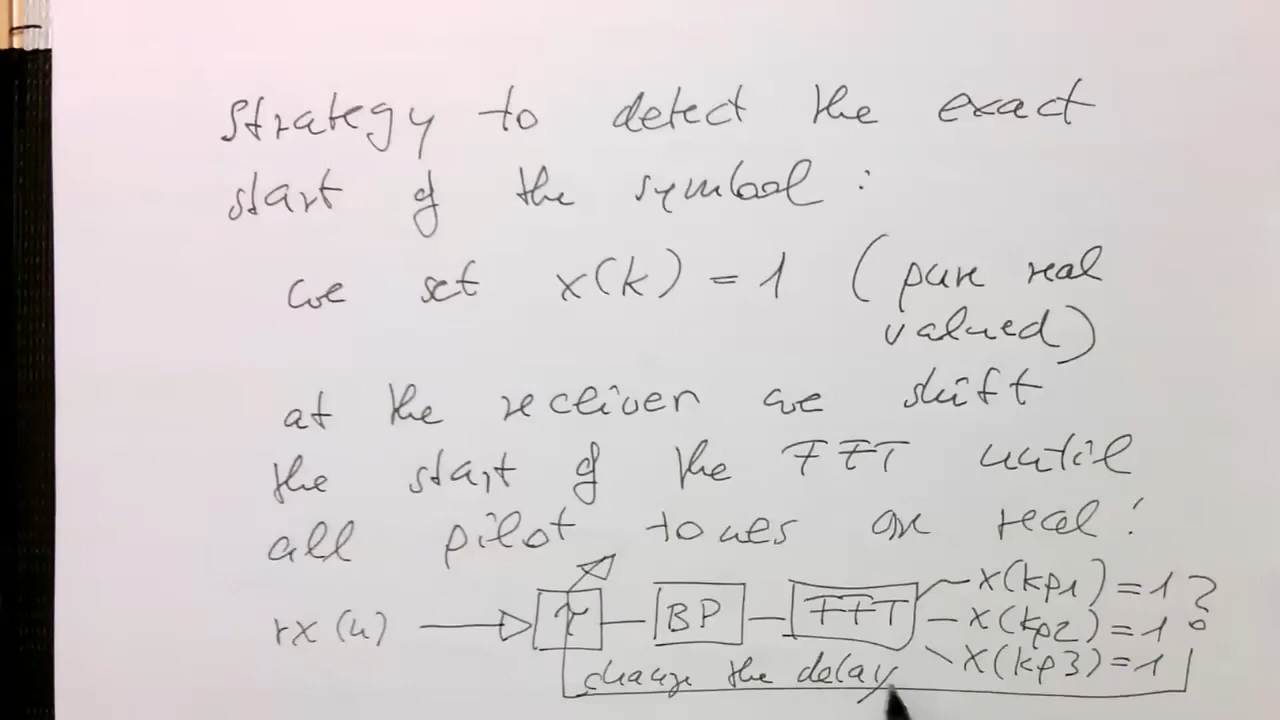 strategy to detect the exact
start of the symbol :
we set x(k) = 1 (pure real
valued)
at the receiver we shift
the start of the FFT until
all pilot tones are real!
rx(n) τ BP FFT X(kp1) = 1 ?
X(kp2) = 1
X(kp3) = 1
change the delay